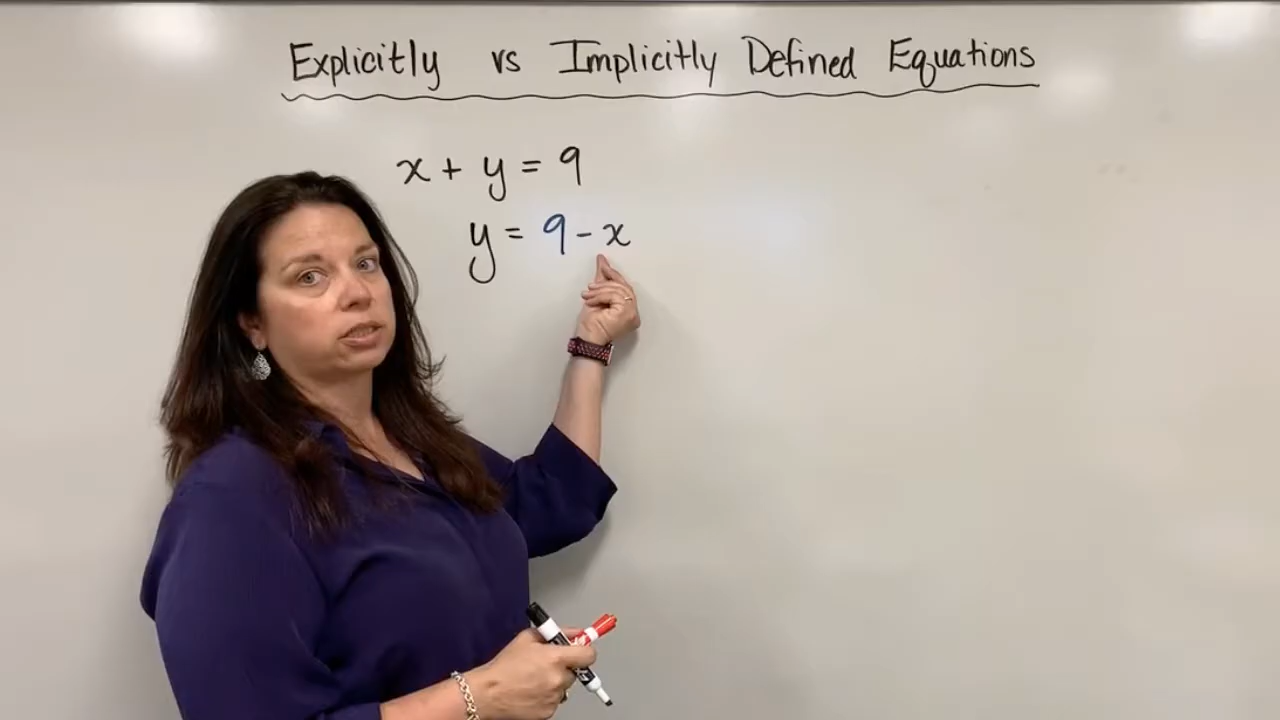 Explicitly vs Implicitly Defined Equations
x + y = 9
y = 9 - x